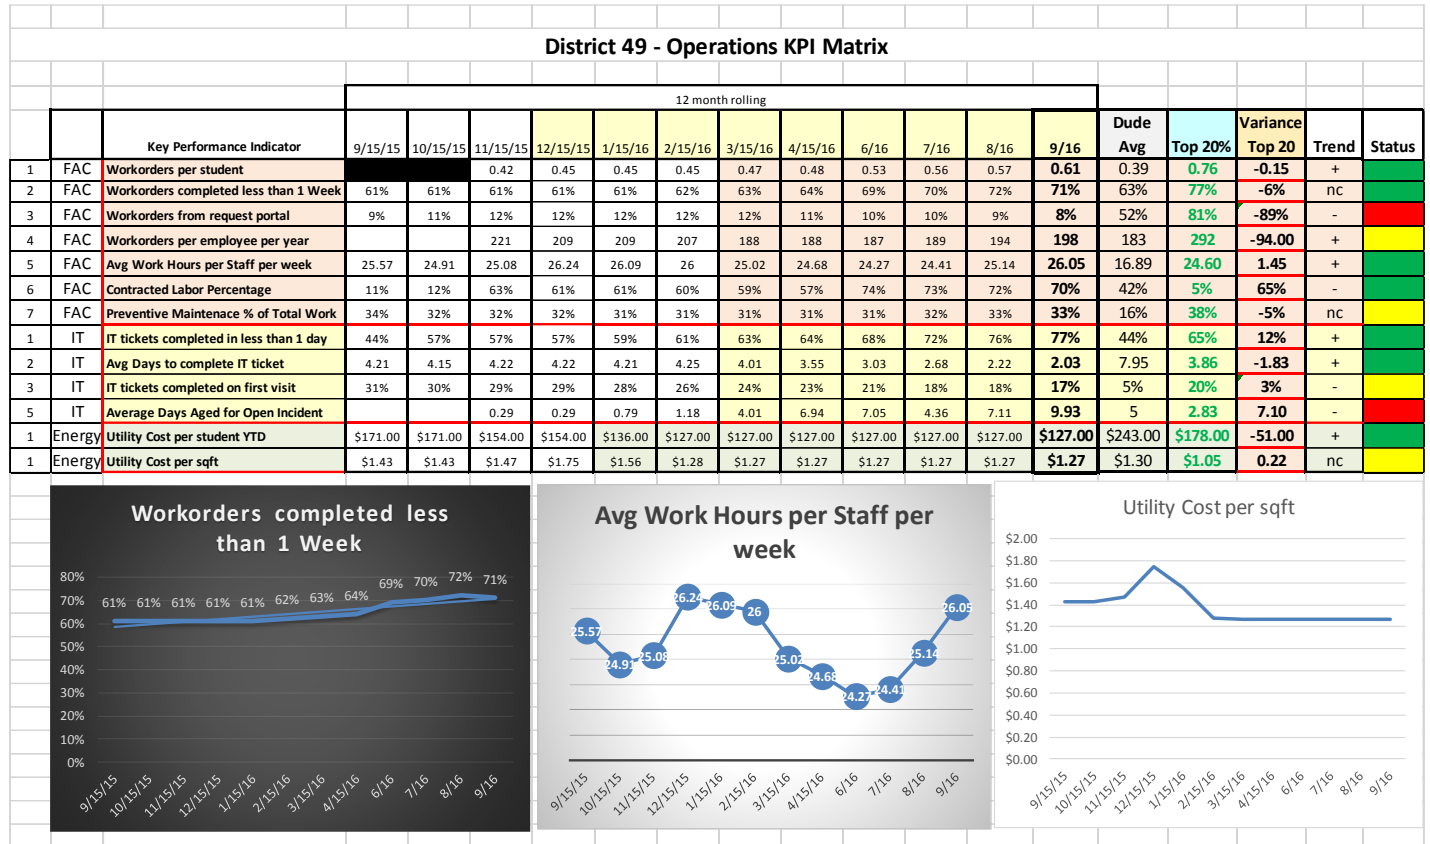 District 49 - Operations KPI Matrix
12 month rolling
Key Performance Indicator 9/15/15 10/15/15 11/15/15 12/15/15 1/15/16 2/15/16 3/15/16 4/15/16 6/16 7/16 8/16 9/16 Dude Avg Top 20% Variance Top 20 Trend Status
1 FAC Workorders per student 0.42 0.45 0.45 0.45 0.47 0.48 0.53 0.56 0.57 0.61 0.39 0.76 -0.15 +
2 FAC Workorders completed less than 1 Week 61% 61% 61% 61% 61% 62% 63% 64% 69% 70% 72% 71% 63% 77% -6% nc
3 FAC Workorders from request portal 9% 11% 12% 12% 12% 12% 12% 11% 10% 10% 9% 8% 52% 81% -89% -
4 FAC Workorders per employee per year 221 209 209 207 188 188 187 189 194 198 183 292 -94.00 +
5 FAC Avg Work Hours per Staff per week 25.57 24.91 25.08 26.24 26.09 26 25.02 24.68 24.27 24.41 25.14 26.05 16.89 24.60 1.45 +
6 FAC Contracted Labor Percentage 11% 12% 63% 61% 61% 60% 59% 57% 74% 73% 72% 70% 42% 5% 65% -
7 FAC Preventive Maintenace % of Total Work 34% 32% 32% 32% 31% 31% 31% 31% 31% 32% 33% 33% 16% 38% -5% nc
1 IT IT tickets completed in less than 1 day 44% 57% 57% 57% 59% 61% 63% 64% 68% 72% 76% 77% 44% 65% 12% +
2 IT Avg Days to complete IT ticket 4.21 4.15 4.22 4.22 4.21 4.25 4.01 3.55 3.03 2.68 2.22 2.03 7.95 3.86 -1.83 +
3 IT IT tickets completed on first visit 31% 30% 29% 29% 28% 26% 24% 23% 21% 18% 18% 17% 5% 20% 3% -
5 IT Average Days Aged for Open Incident 0.29 0.29 0.79 1.18 4.01 6.94 7.05 4.36 7.11 9.93 5 2.83 7.10 -
1 Energy Utility Cost per student YTD $171.00 $171.00 $154.00 $154.00 $136.00 $127.00 $127.00 $127.00 $127.00 $127.00 $127.00 $127.00 $243.00 $178.00 -51.00 +
1 Energy Utility Cost per sqft $1.43 $1.43 $1.47 $1.75 $1.56 $1.28 $1.27 $1.27 $1.27 $1.27 $1.27 $1.27 $1.30 $1.05 0.22 nc
Workorders completed less
than 1 Week
80%
70%
60%
50%
40%
30%
20%
10%
0%
61% 61% 61% 61% 61% 62% 63% 64% 69% 70% 72% 71%
9/15/15 10/15/15 11/15/15 12/15/15 1/15/16 2/15/16 3/15/16 4/15/16 6/16 7/16 8/16 9/16
Avg Work Hours per Staff per
week
25.57 24.91 25.08 26.24 26.09 26 25.02 24.68 24.27 24.41 25.14 26.05
9/15/15 10/15/15 11/15/15 12/15/15 1/15/16 2/15/16 3/15/16 4/15/16 6/16 7/16 8/16 9/16
Utility Cost per sqft
$2.00
$1.80
$1.60
$1.40
$1.20
$1.00
$0.80
$0.60
$0.40
$0.20
$0.00
9/15/15 10/15/15 11/15/15 12/15/15 1/15/16 2/15/16 3/15/16 4/15/16 6/16 7/16 8/16 9/16